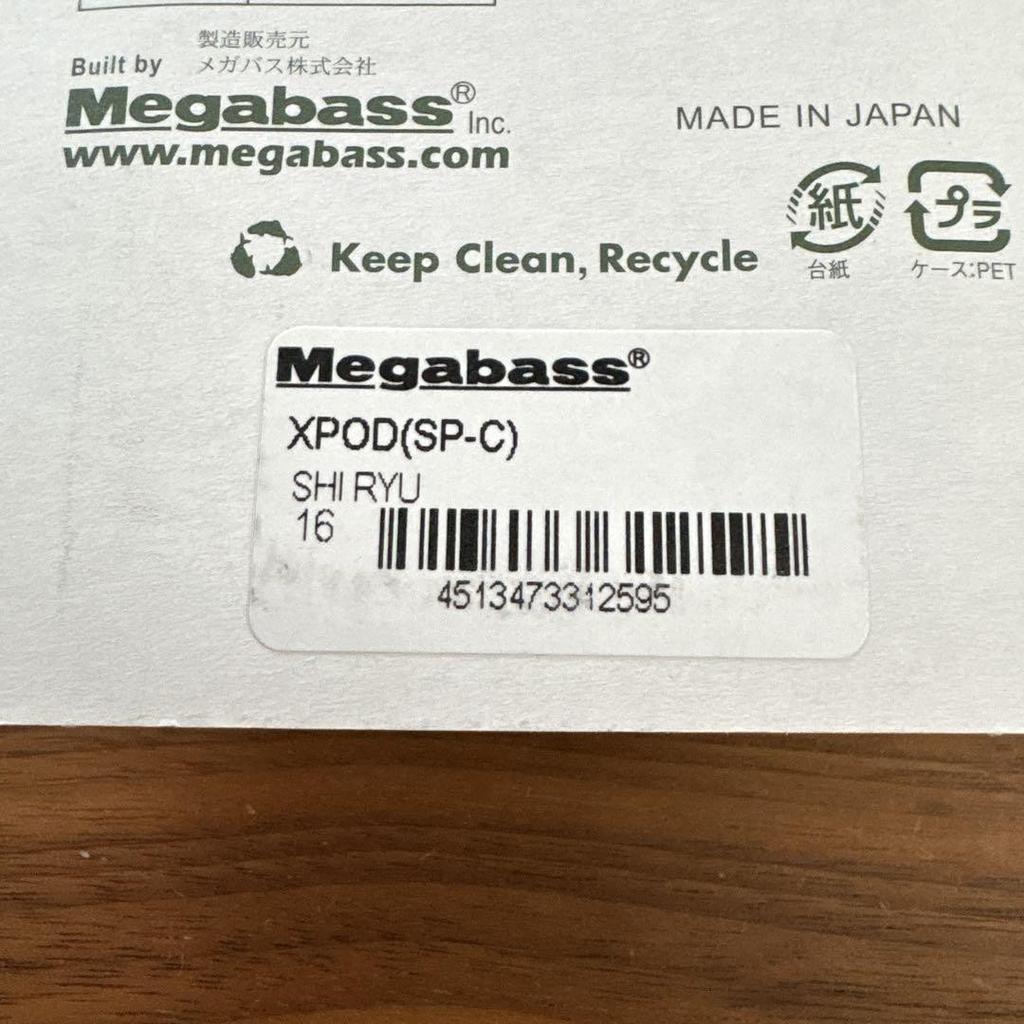 製造販売元
Built by メガバス株式会社
Megabass® Inc.
www.megabass.com
MADE IN JAPAN
紙
プラ
台紙
ケース:PET
Keep Clean, Recycle
Megabass®
XPOD(SP-C)
SHI RYU
16
4513473312595